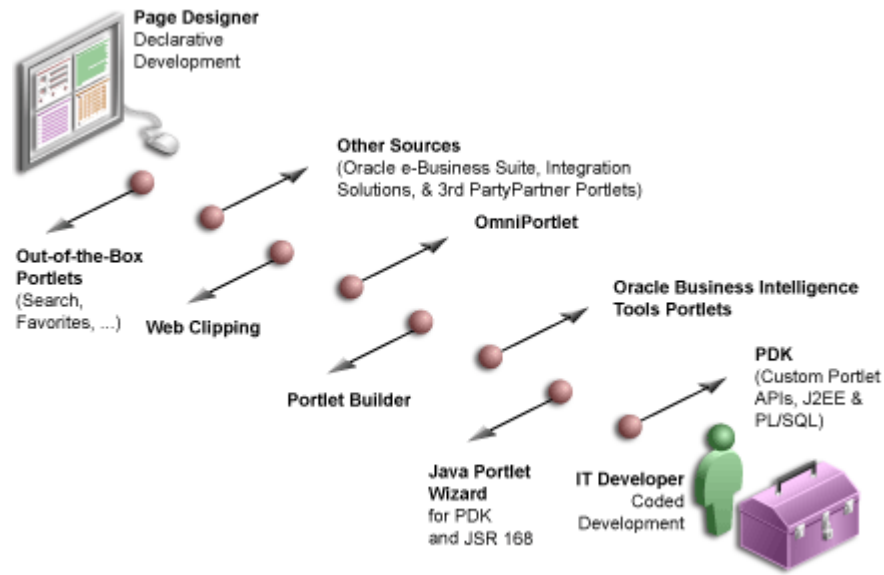 Page Designer
Declarative
Development
Other Sources
(Oracle e-Business Suite, Integration
Solutions, & 3rd PartyPartner Portlets)
OmniPortlet
Out-of-the-Box
Portlets
(Search,
Favorites, ...)
Web Clipping
Oracle Business Intelligence
Tools Portlets
Portlet Builder
PDK
(Custom Portlet
APIs, J2EE &
PL/SQL)
Java Portlet
Wizard
for PDK
and JSR 168
IT Developer
Coded
Development